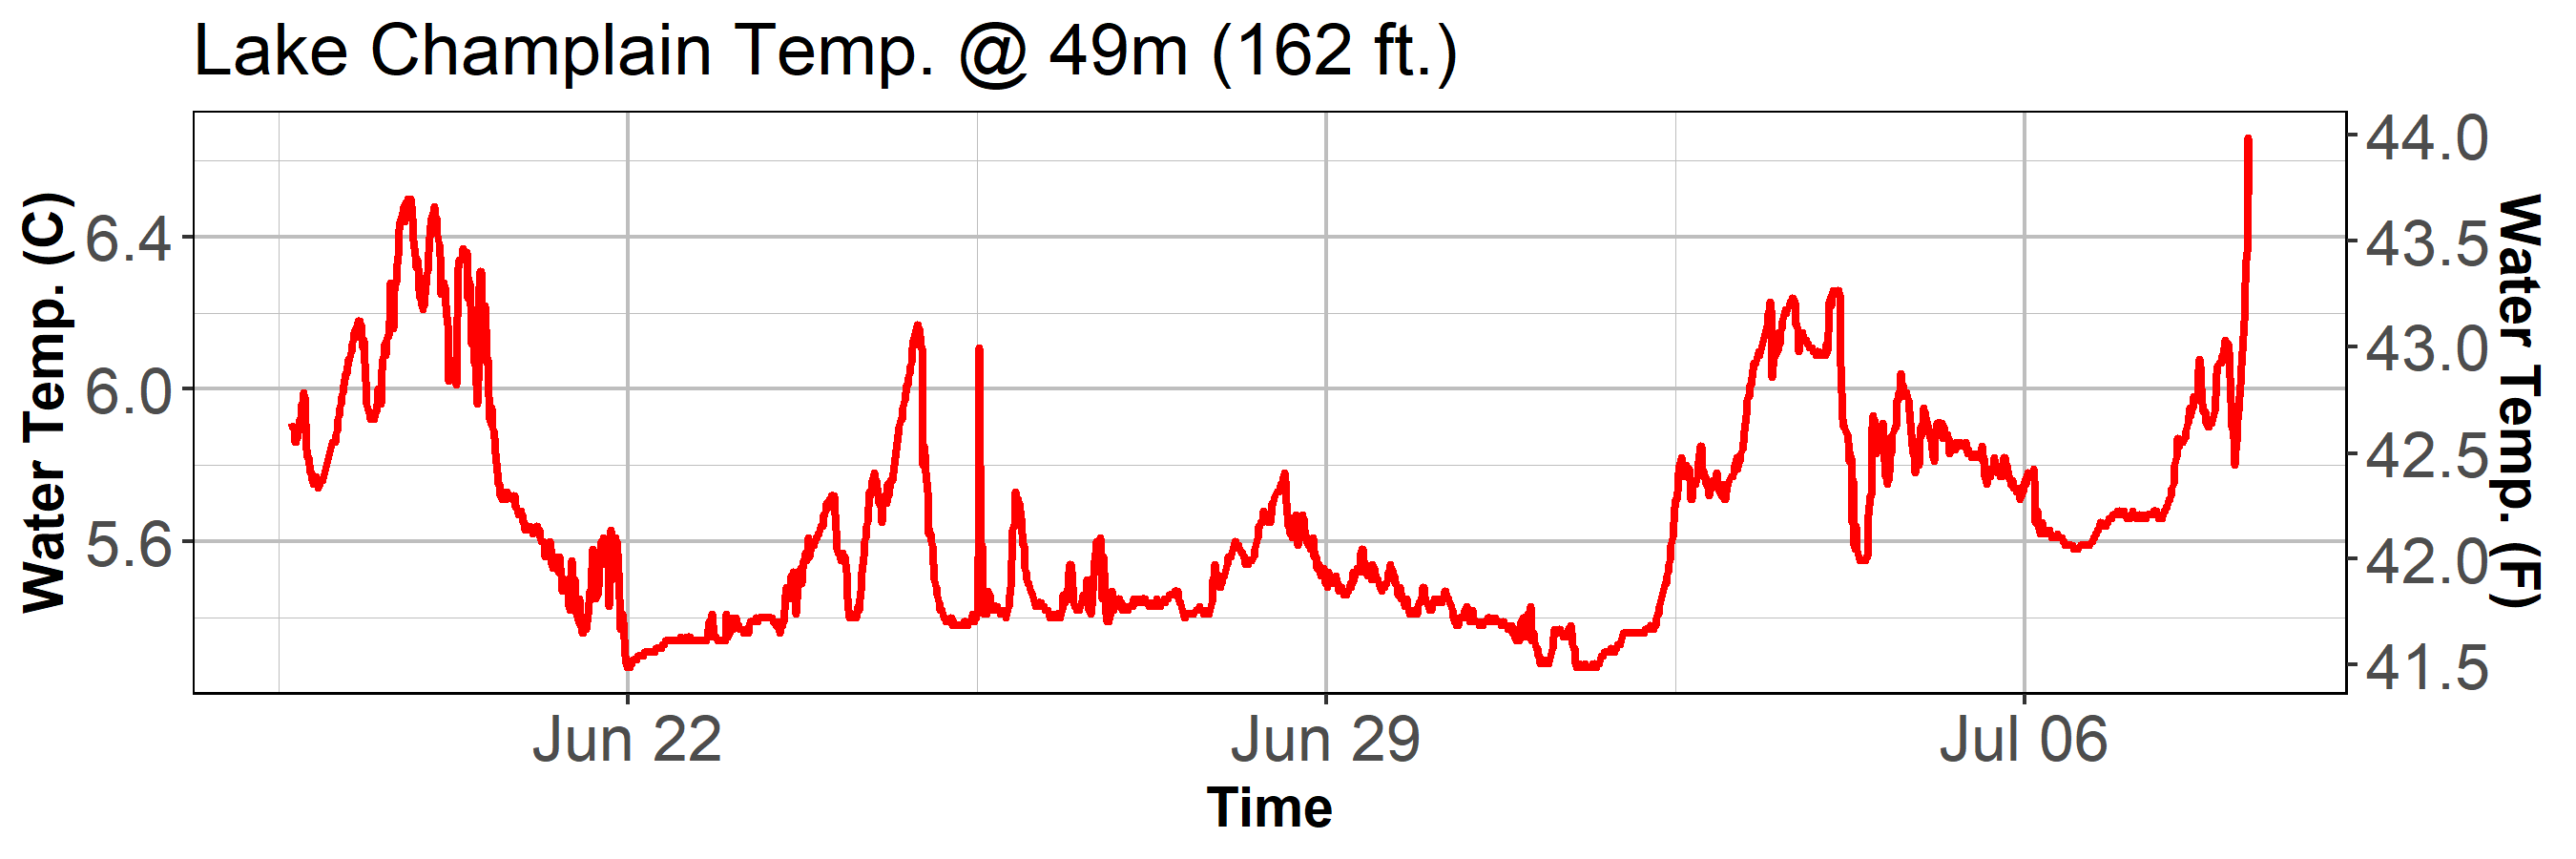 Lake Champlain Temp. @ 49m (162 ft.)
Water Temp. (C)
6.4
6.0
5.6
44.0
43.5
43.0
42.5
42.0
41.5
Water Temp. (F)
Jun 22
Jun 29
Jul 06
Time